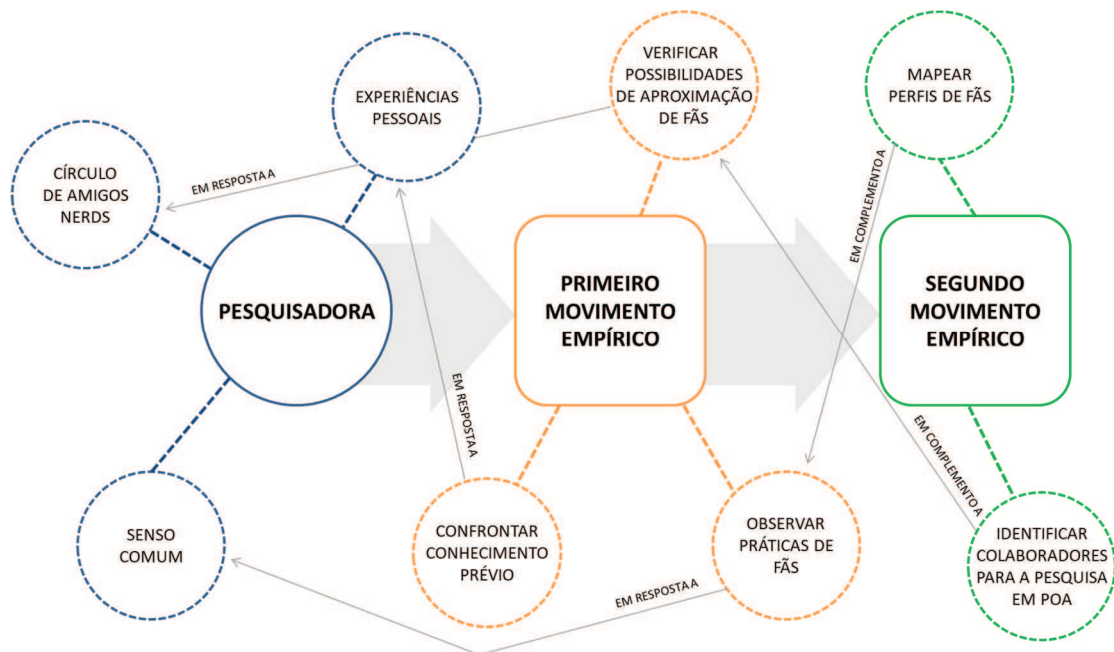 VERIFICAR
POSSIBILIDADES
DE APROXIMAÇÃO
DE FÃS
MAPEAR
PERFIS DE FÃS
EXPERIÊNCIAS
PESSOAIS
CÍRCULO
DE AMIGOS
NERDS
EM RESPOSTA A
EM COMPLEMENTO A
PESQUISADORA
PRIMEIRO
MOVIMENTO
EMPÍRICO
SEGUNDO
MOVIMENTO
EMPÍRICO
EM RESPOSTA A
EM COMPLEMENTO A
SENSO
COMUM
CONFRONTAR
CONHECIMENTO
PRÉVIO
OBSERVAR
PRÁTICAS DE
FÃS
IDENTIFICAR
COLABORADORES
PARA A PESQUISA
EM POA
EM RESPOSTA A